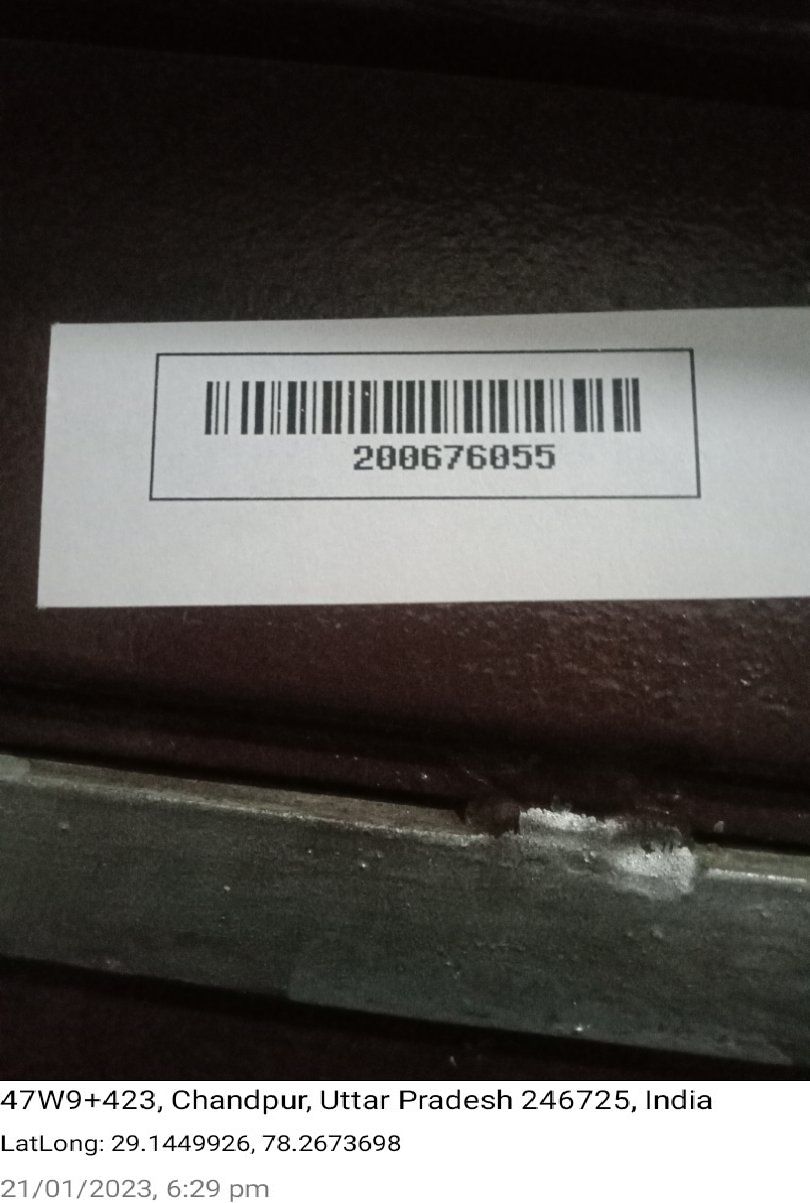 200676055
47W9+423, Chandpur, Uttar Pradesh 246725, India
LatLong: 29.1449926, 78.2673698
21/01/2023, 6:29 pm